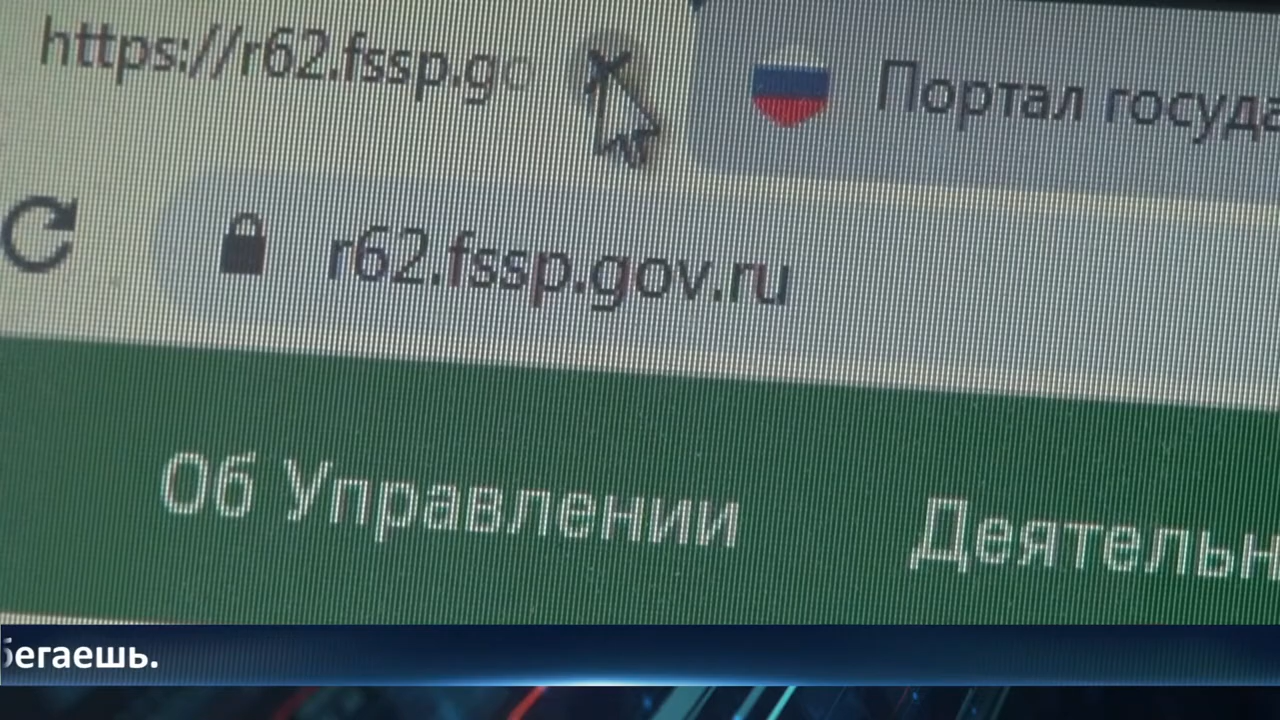 https://r62.fssp.go
Портал госуда
r62.fssp.gov.ru
Об Управлении Деятельн
бегаешь.